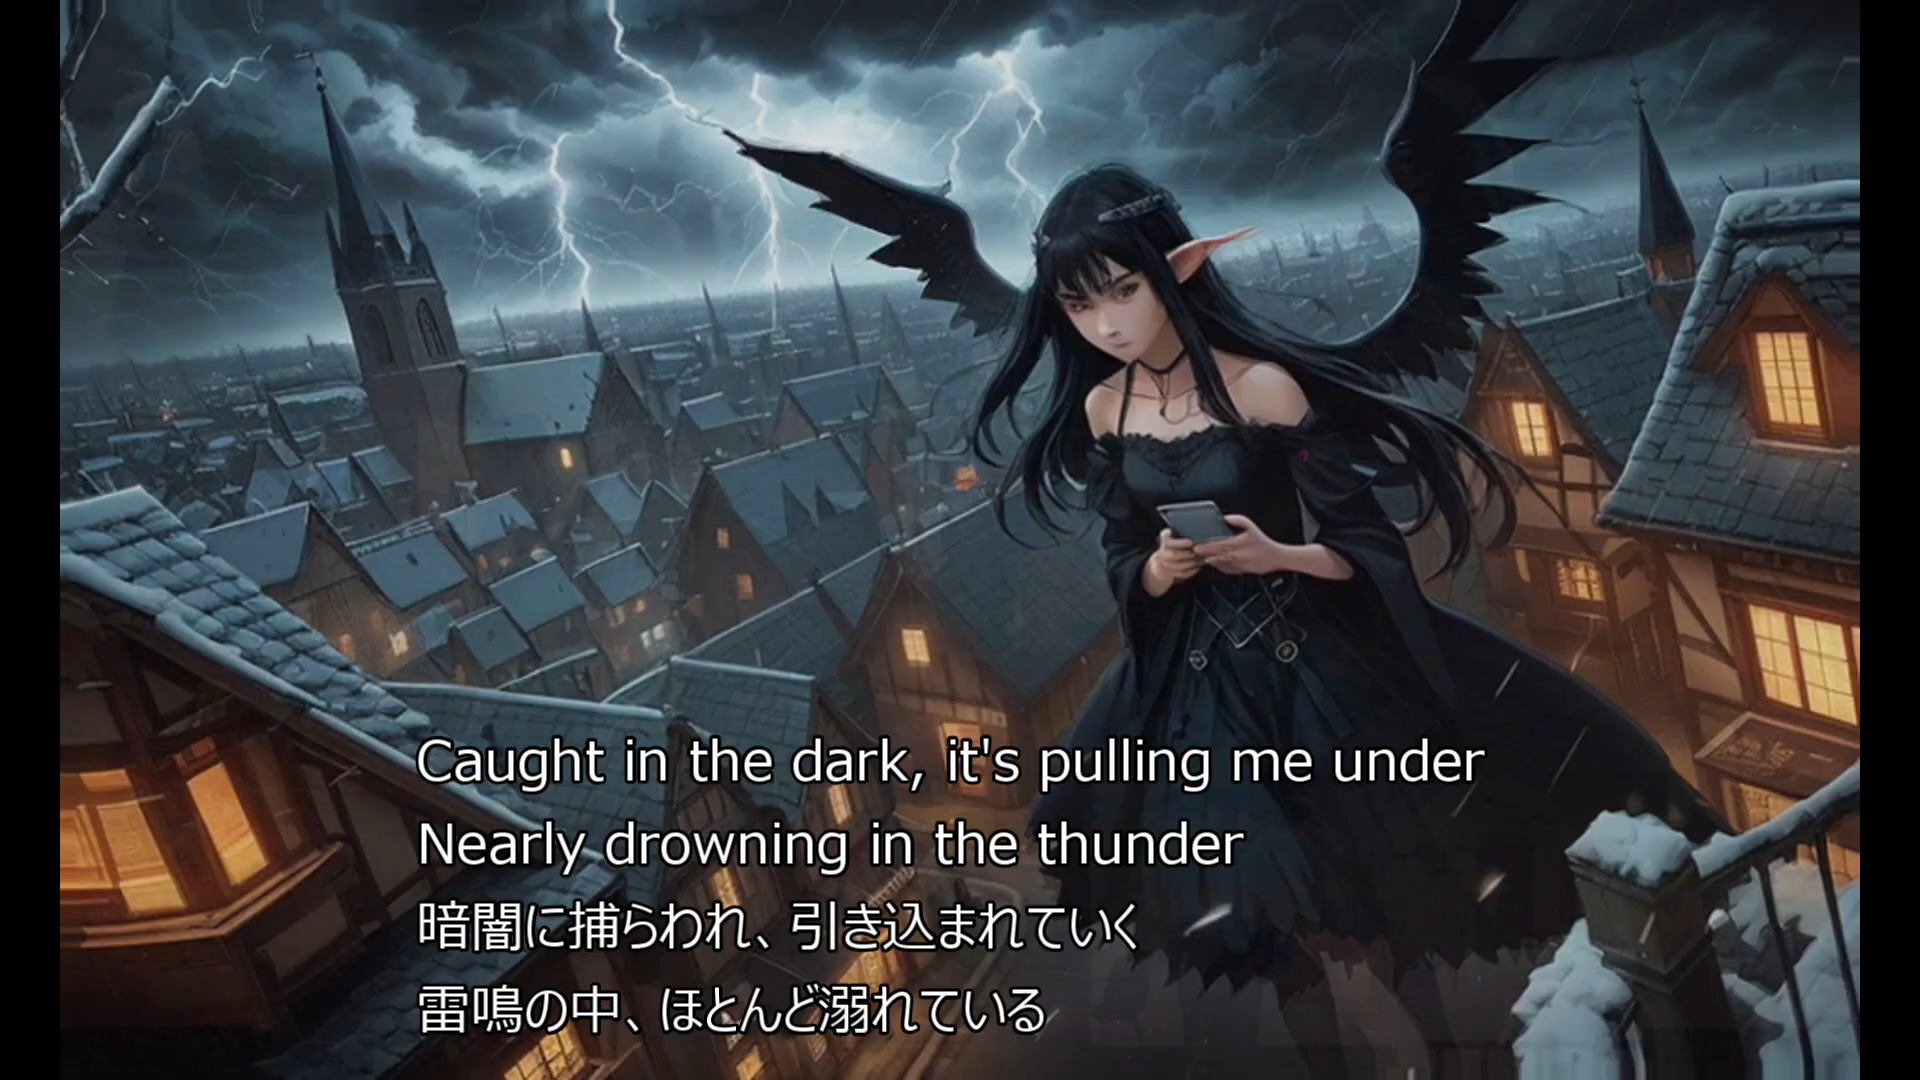 Caught in the dark, it's pulling me under
Nearly drowning in the thunder
暗闇に捕らわれ、引き込まれていく
雷鳴の中、ほとんど溺れている